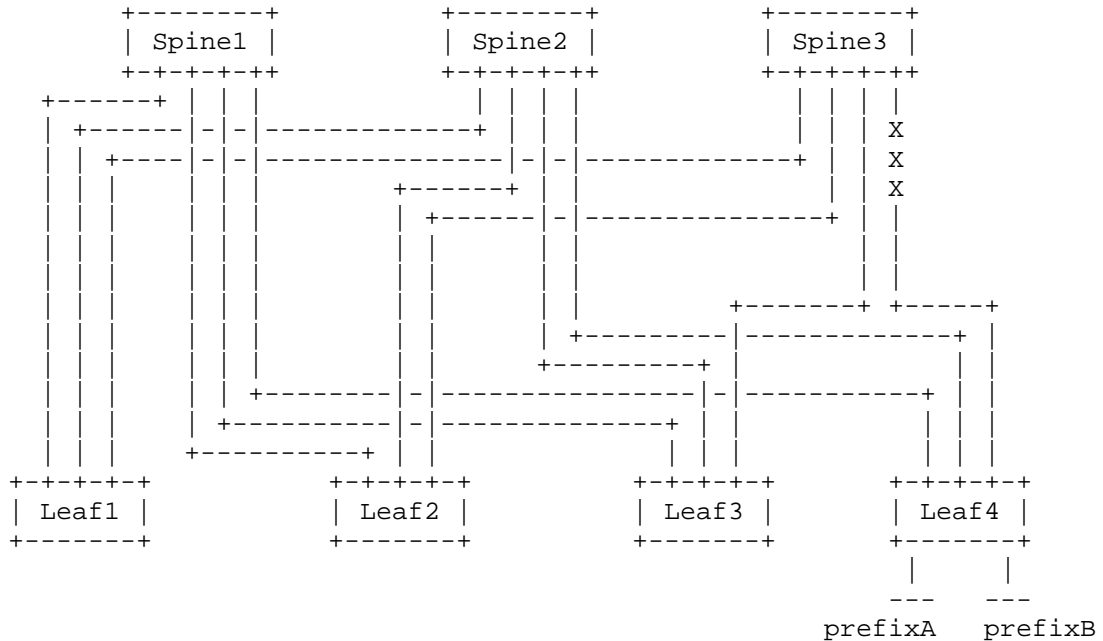 Spine1 Spine2 Spine3
X
X
X
Leaf1 Leaf2 Leaf3 Leaf4
prefixA prefixB